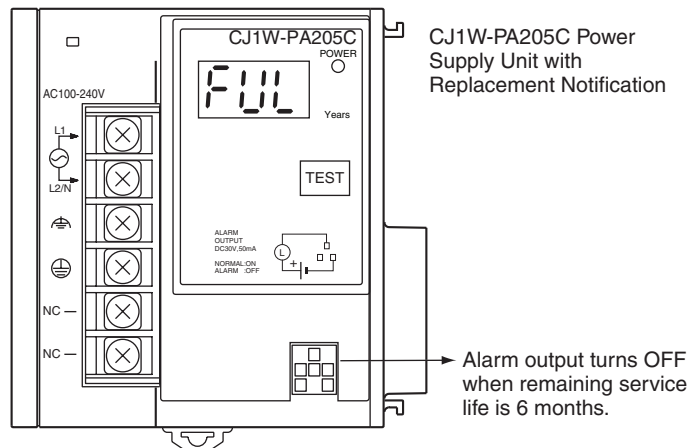 CJ1W-PA205C
POWER
FUL
Years
TEST
AC100-240V
L1
L2/N
NC
NC
ALARM
OUTPUT
DC30V,50mA
NORMAL:ON
ALARM :OFF
L
+
CJ1W-PA205C Power
Supply Unit with
Replacement Notification
Alarm output turns OFF
when remaining service
life is 6 months.